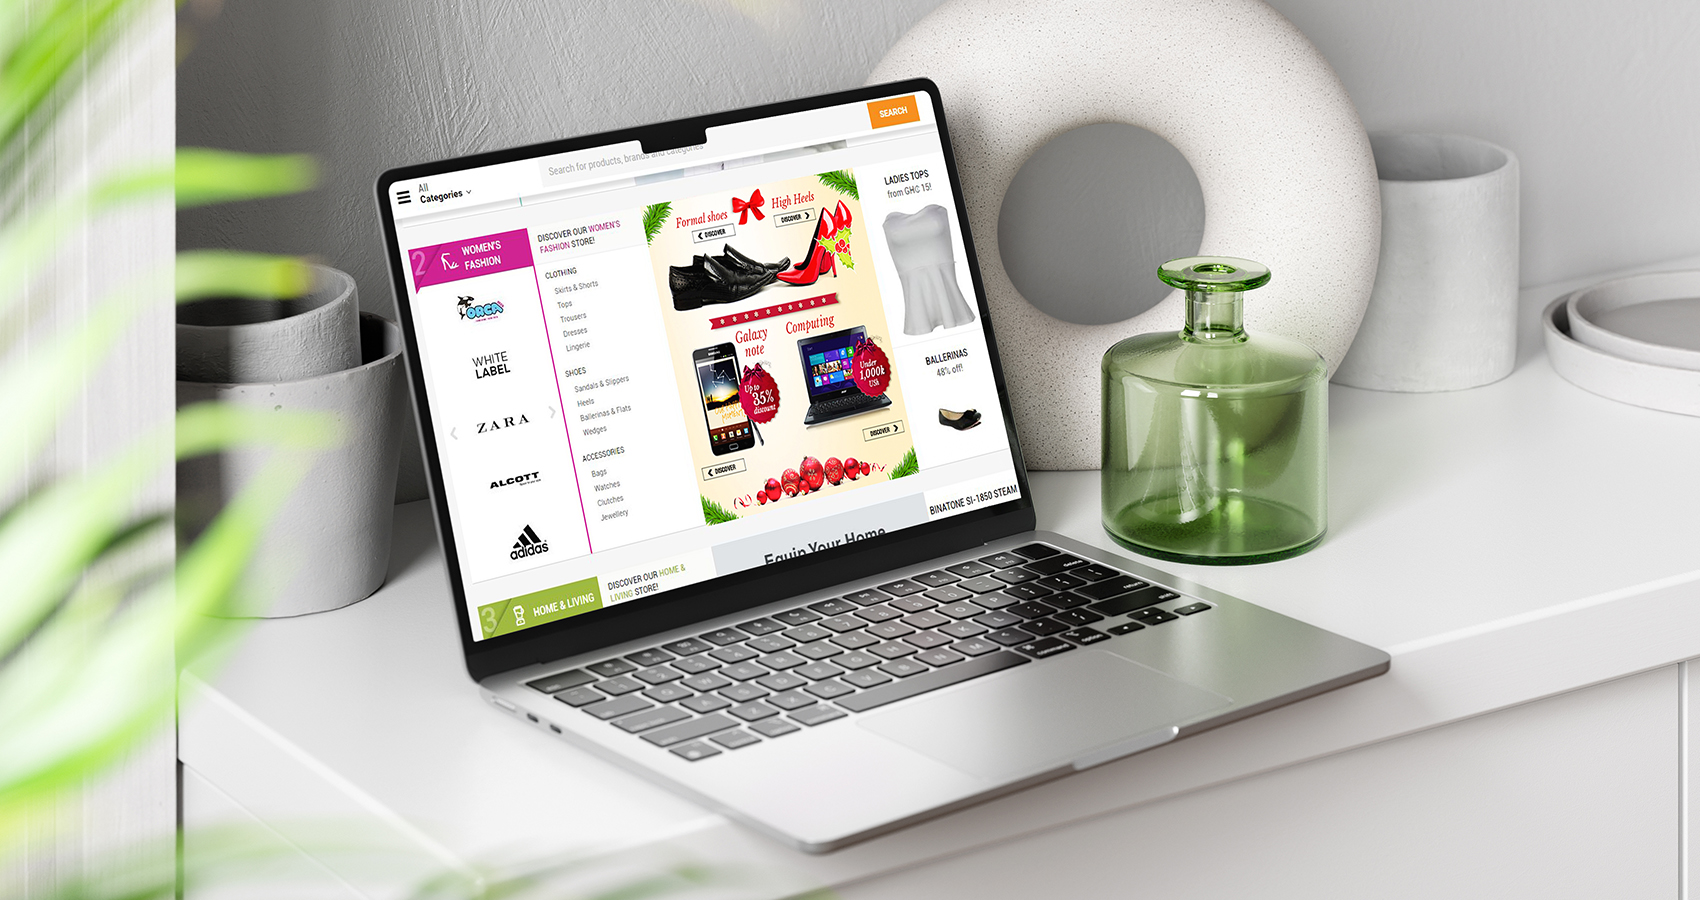 All
Categories
Search for products, brands and categories
SEARCH
2
WOMEN'S
FASHION
ORCA
WHITE
LABEL
ZARA
ALCOTT
adidas
DISCOVER OUR WOMEN'S
FASHION STORE!
CLOTHING
Skirts & Shorts
Tops
Trousers
Dresses
Lingerie
SHOES
Sandals & Slippers
Heels
Ballerinas & Flats
Wedges
ACCESSORIES
Bags
Watches
Clutches
Jewellery
Formal shoes
DISCOVER
High Heels
DISCOVER
Galaxy
note
Up to
35%
discount
DISCOVER
Computing
Under
1,000k
USh
DISCOVER
LADIES TOPS
from GH¢ 15!
BALLERINAS
48% off!
3
HOME & LIVING
DISCOVER OUR HOME &
LIVING STORE!
Equip Your Home
BINATONE SI-1850 STEAM